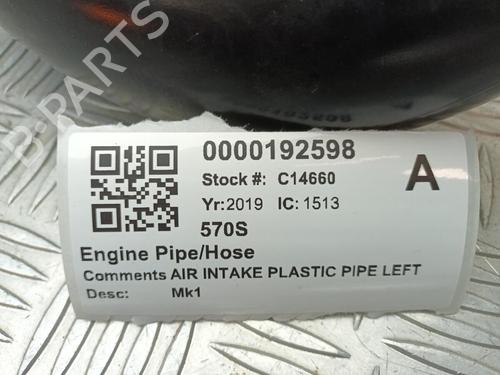 0000192598
Stock #: C14660
A
Yr:2019 IC:1513
570S
Engine Pipe/Hose
Comments AIR INTAKE PLASTIC PIPE LEFT
Desc: Mk1